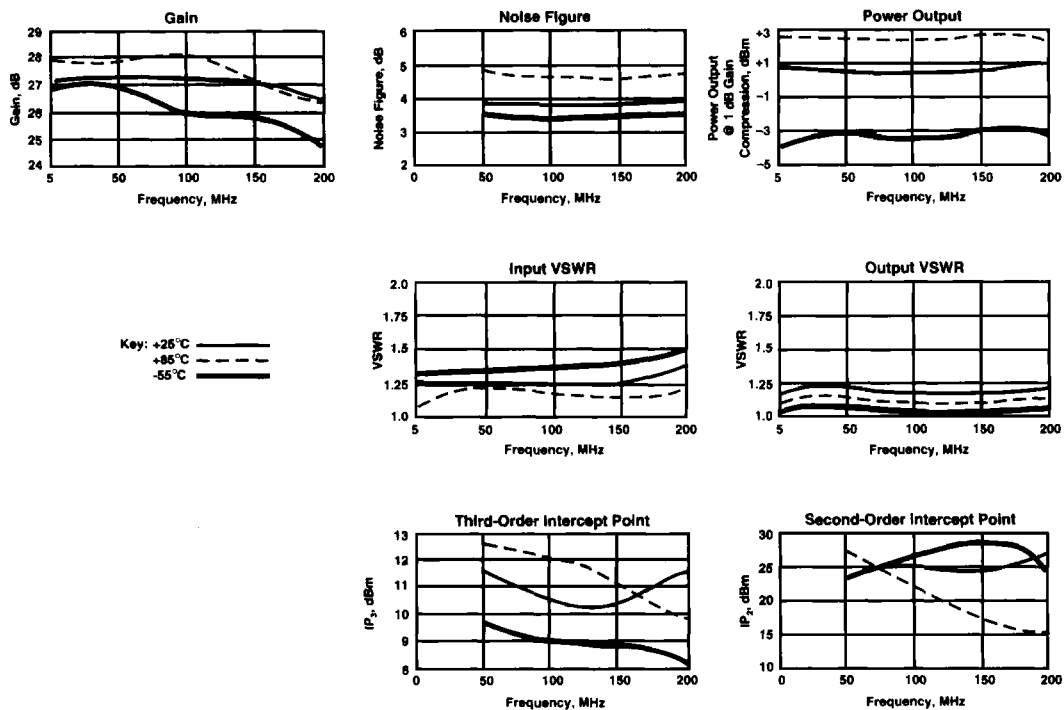 Gain
29
28
27
26
25
24
Gain, dB
5 50 100 150 200
Frequency, MHz
Noise Figure
6
5
4
3
2
Noise Figure, dB
5 50 100 150 200
Frequency, MHz
Power Output
+3
+1
−1
−3
−5
Power Output
@ 1 dB Gain
Compression, dBm
5 50 100 150 200
Frequency, MHz
Key: +25°C
+85°C
-55°C
Input VSWR
2.0
1.75
1.5
1.25
1.0
VSWR
5 50 100 150 200
Frequency, MHz
Output VSWR
2.0
1.75
1.5
1.25
1.0
VSWR
5 50 100 150 200
Frequency, MHz
Third-Order Intercept Point
13
12
11
10
9
8
IP3, dBm
0 50 100 150 200
Frequency, MHz
Second-Order Intercept Point
30
25
20
15
10
IP2, dBm
0 50 100 150 200
Frequency, MHz